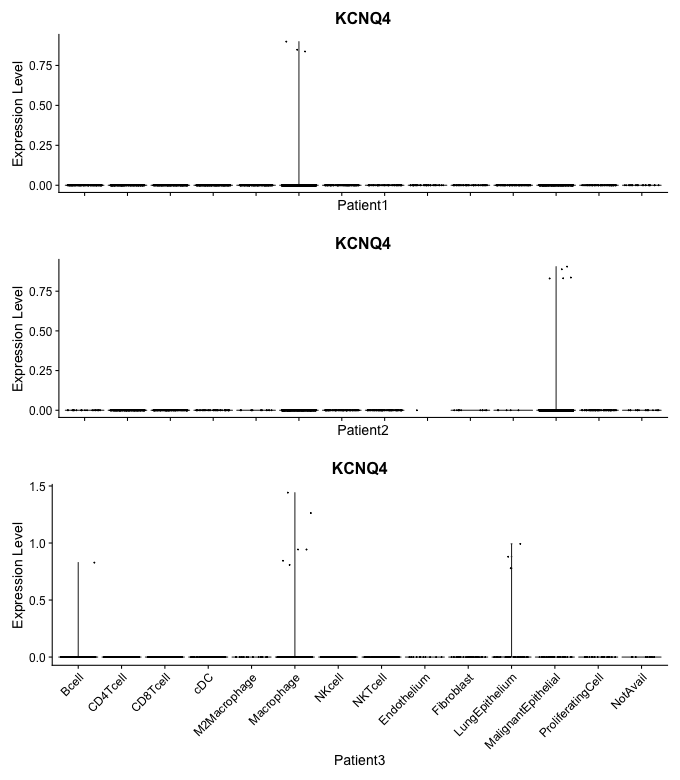 KCNQ4
Expression Level
0.75
0.50
0.25
0.00
Patient1
KCNQ4
Expression Level
0.75
0.50
0.25
0.00
Patient2
KCNQ4
Expression Level
1.5
1.0
0.5
0.0
Bcell
CD4Tcell
CD8Tcell
cDC
M2Macrophage
Macrophage
NKcell
NKTcell
Endothelium
Fibroblast
LungEpithelium
MalignantEpithelial
ProliferatingCell
NotAvail
Patient3